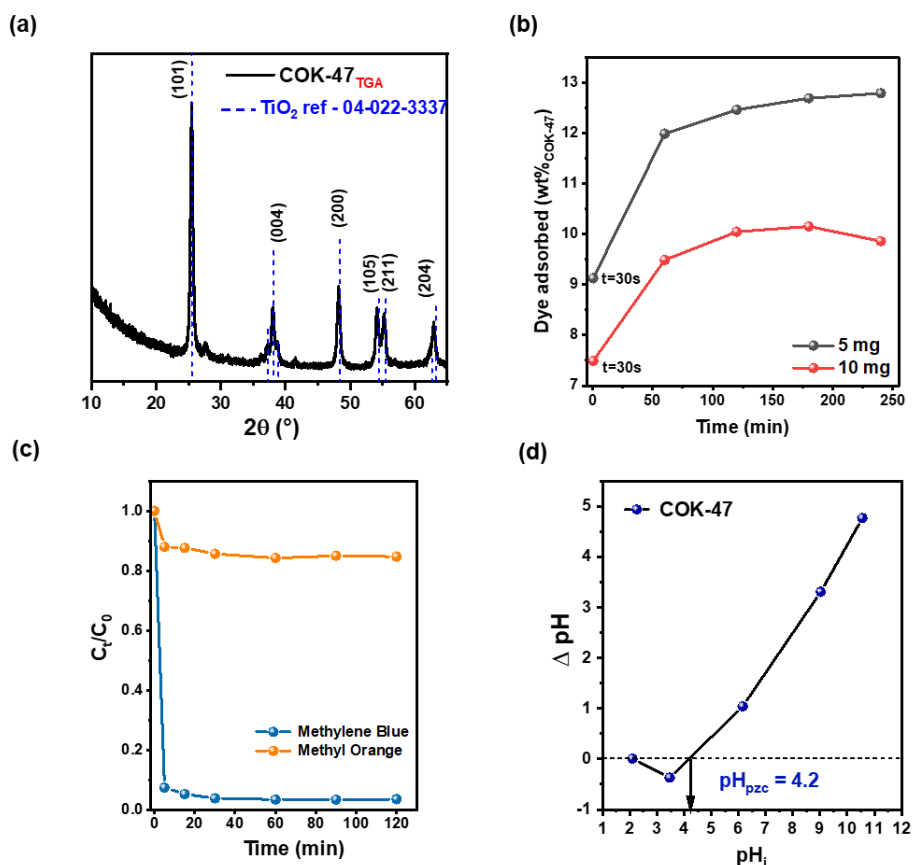 (a)
(101)
COK-47TGA
TiO2 ref - 04-022-3337
(004)
(200)
(105)
(211)
(204)
10 20 30 40 50 60
2θ (°)
(b)
Dye adsorbed (wt%COK-47)
13
12
11
10
9
8
7
t=30s
t=30s
5 mg
10 mg
0 50 100 150 200 250
Time (min)
(c)
Ct/C0
1.0
0.8
0.6
0.4
0.2
0.0
Methylene Blue
Methyl Orange
0 20 40 60 80 100 120
Time (min)
(d)
COK-47
Δ pH
5
4
3
2
1
0
-1
pHpzc = 4.2
1 2 3 4 5 6 7 8 9 10 11 12
pHi